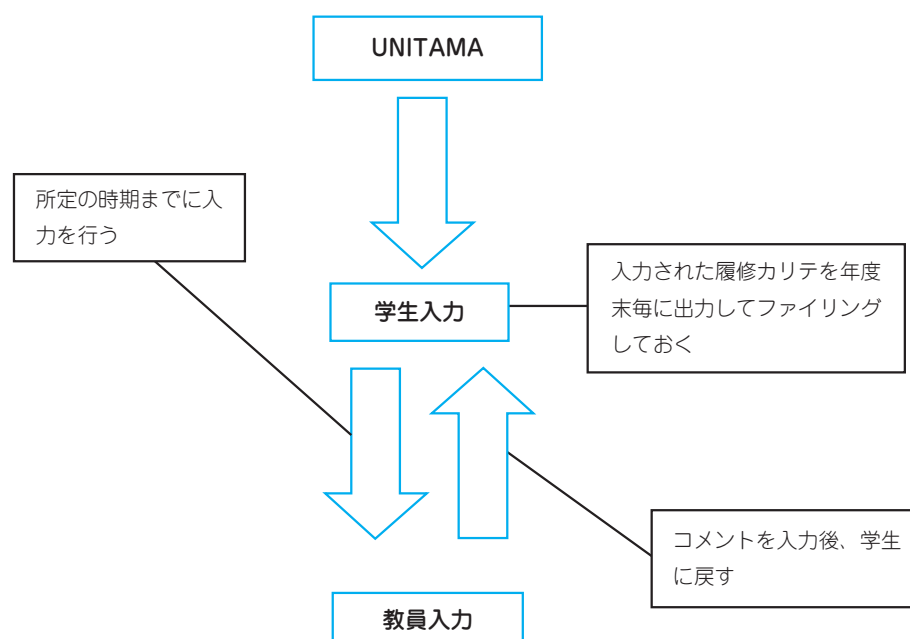 UNITAMA
所定の時期までに入
力を行う
入力された履修カリテを年度
末毎に出力してファイリング
しておく
学生入力
コメントを入力後、学生
に戻す
教員入力